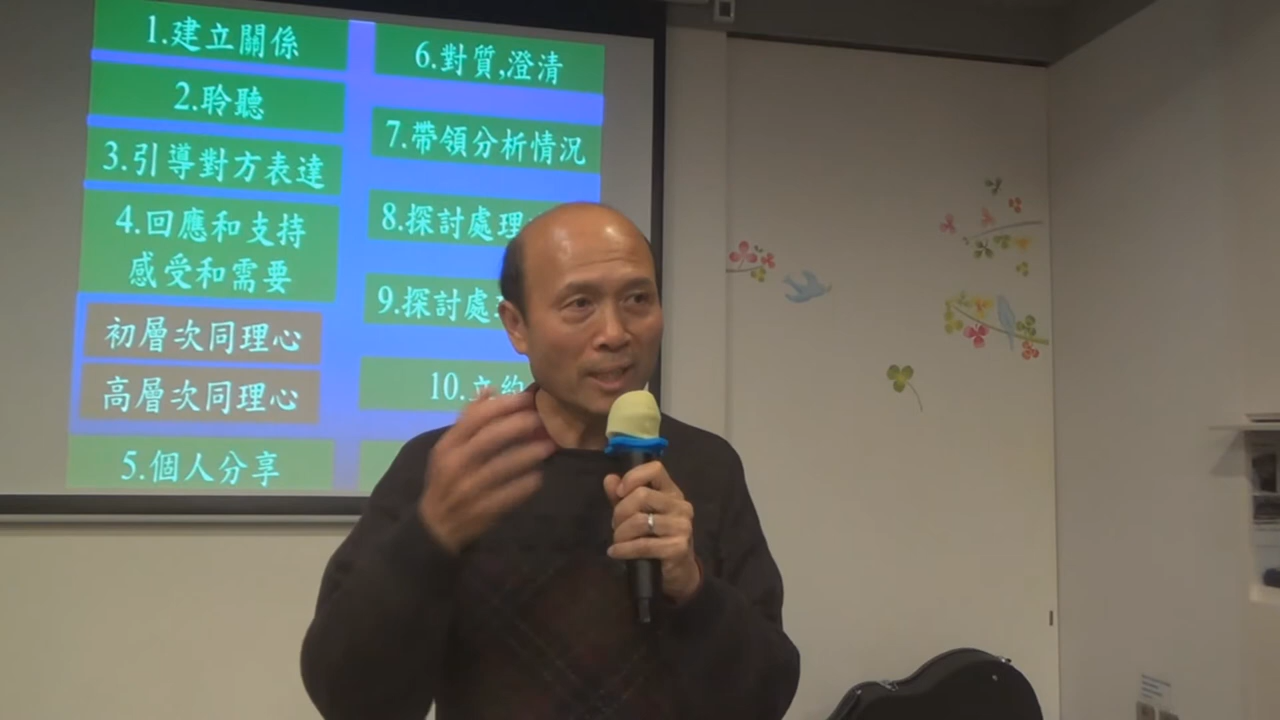 1.建立關係
2.聆聽
3.引導對方表達
4.回應和支持
感受和需要
初層次同理心
高層次同理心
5.個人分享
6.對質,澄清
7.帶領分析情況
8.探討處理
9.探討處
10.立約